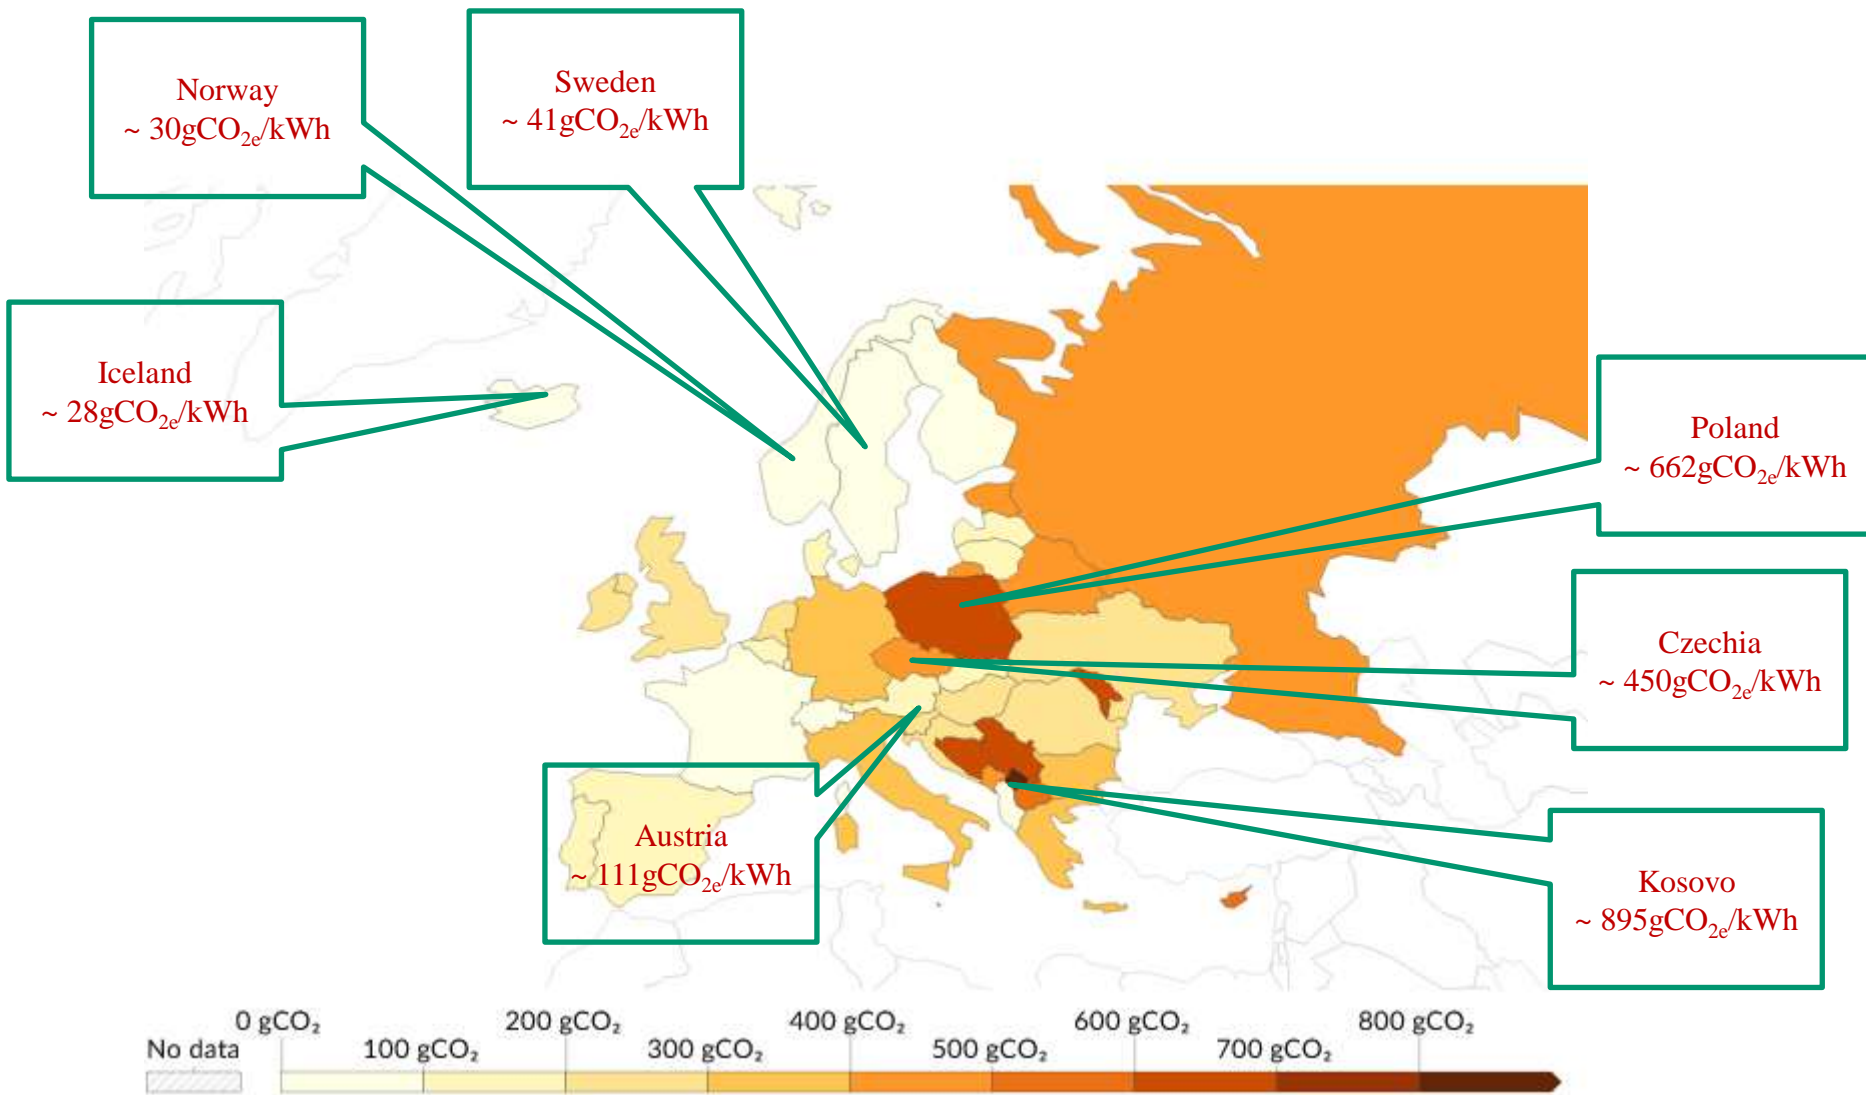 Norway
~ 30gCO₂ₑ/kWh
Sweden
~ 41gCO₂ₑ/kWh
Iceland
~ 28gCO₂ₑ/kWh
Poland
~ 662gCO₂ₑ/kWh
Czechia
~ 450gCO₂ₑ/kWh
Austria
~ 111gCO₂ₑ/kWh
Kosovo
~ 895gCO₂ₑ/kWh
0 gCO₂ 200 gCO₂ 400 gCO₂ 600 gCO₂ 800 gCO₂
No data 100 gCO₂ 300 gCO₂ 500 gCO₂ 700 gCO₂